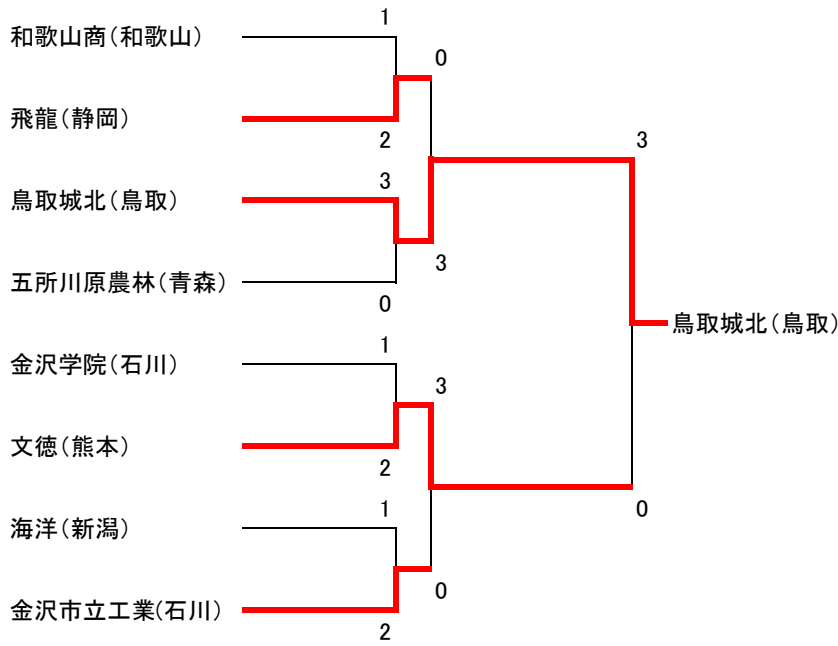 和歌山商(和歌山)
1
0
飛龍(静岡)
2
3
鳥取城北(鳥取)
3
3
五所川原農林(青森)
0
鳥取城北(鳥取)
金沢学院(石川)
1
3
文徳(熊本)
2
海洋(新潟)
1
0
0
金沢市立工業(石川)
2